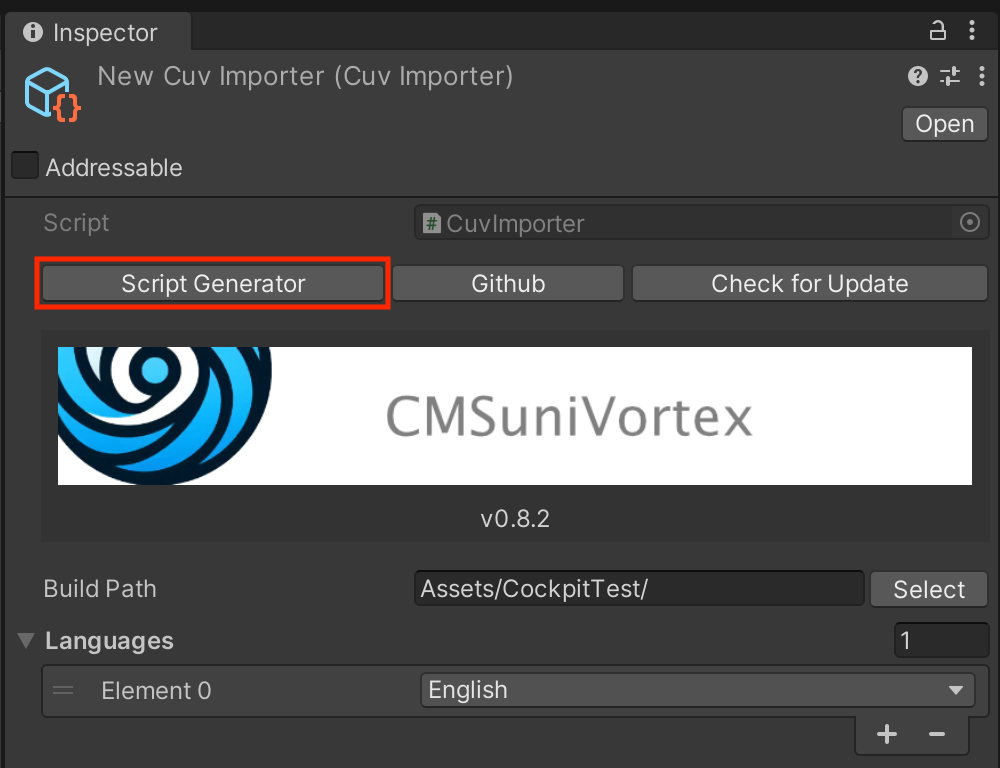 Inspector
New Cuv Importer (Cuv Importer)
Open
Addressable
Script CuvImporter
Script Generator Github Check for Update
CMSuniVortex
v0.8.2
Build Path Assets/CockpitTest/ Select
Languages 1
Element 0 English